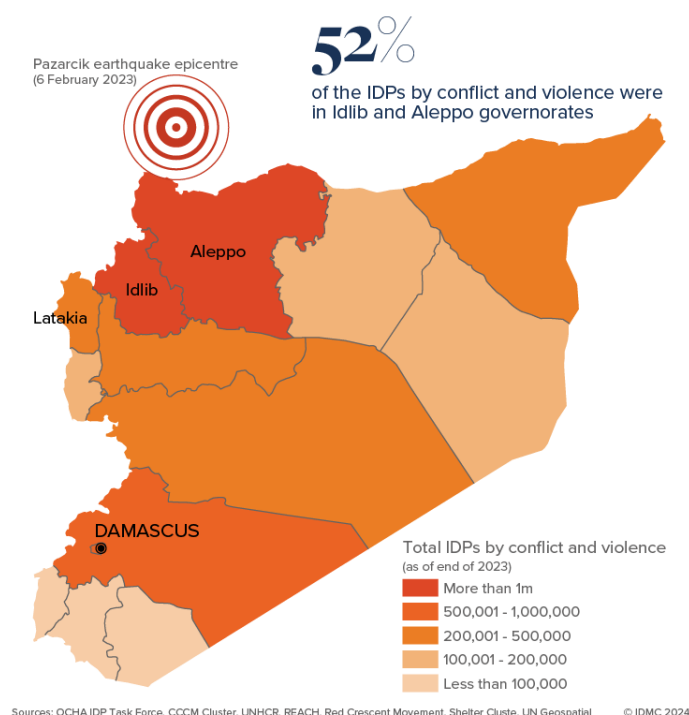 52%
of the IDPs by conflict and violence were
in Idlib and Aleppo governorates
Pazarcik earthquake epicentre
(6 February 2023)
Aleppo
Idlib
Latakia
DAMASCUS
Total IDPs by conflict and violence
(as of end of 2023)
More than 1m
500,001 - 1,000,000
200,001 - 500,000
100,001 - 200,000
Less than 100,000
Sources: OCHA IDP Task Force, CCCM Cluster, UNHCR, REACH, Red Crescent Movement, Shelter Cluste, UN Geospatial © IDMC 2024